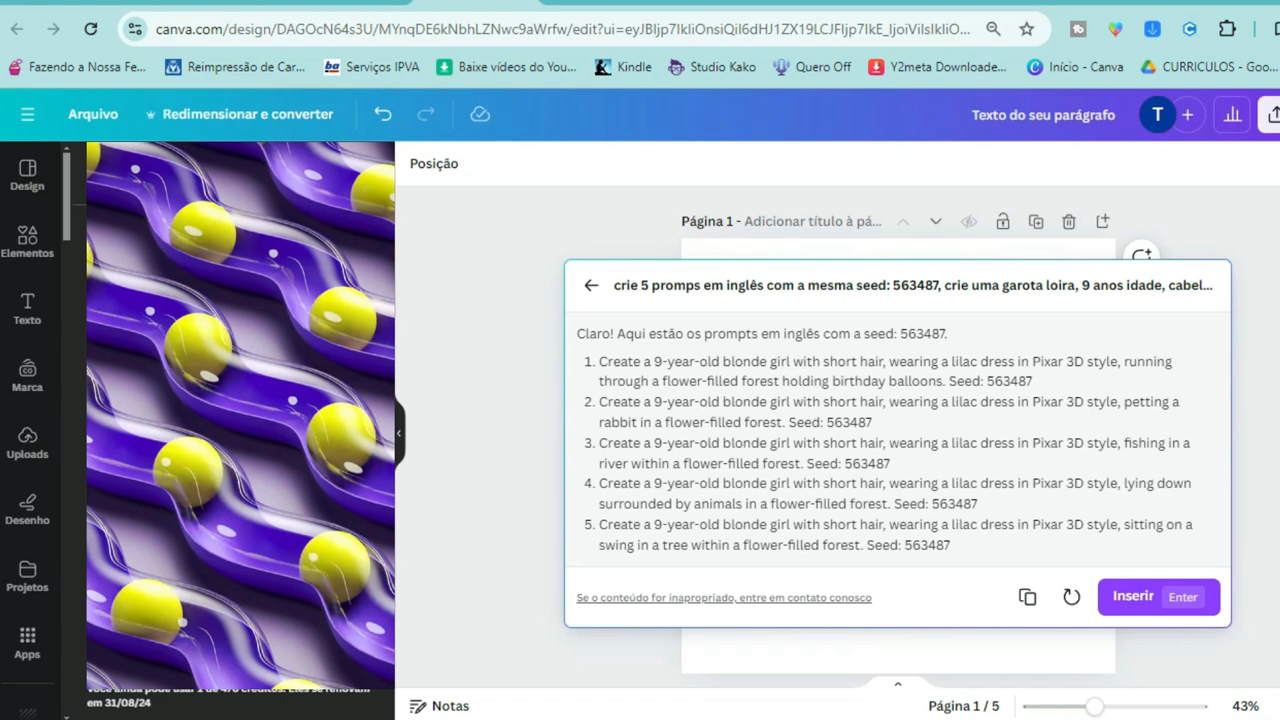 canva.com/design/DAGOcN64s3U/MYnqDE6kNbhLZNwc9aWrfw/edit?ui=eyJBIjp7IkIiOnsiQiI6dHJ1ZX19LCJFIjp7IkE_IjoiViIsIkIiO...
Fazendo a Nossa Fe...
Reimpressão de Car...
ba
Serviços IPVA
Baixe vídeos do You...
Kindle
Studio Kako
Quero Off
Y2meta Downloade...
Início - Canva
CURRICULOS - Goo...
Arquivo
Redimensionar e converter
Texto do seu parágrafo
T
Posição
Design
Elementos
Texto
Marca
Uploads
Desenho
Projetos
Apps
Página 1 - Adicionar título à pá...
crie 5 promps em inglês com a mesma seed: 563487, crie uma garota loira, 9 anos idade, cabel...
Claro! Aqui estão os prompts em inglês com a seed: 563487.
1. Create a 9-year-old blonde girl with short hair, wearing a lilac dress in Pixar 3D style, running
through a flower-filled forest holding birthday balloons. Seed: 563487
2. Create a 9-year-old blonde girl with short hair, wearing a lilac dress in Pixar 3D style, petting a
rabbit in a flower-filled forest. Seed: 563487
3. Create a 9-year-old blonde girl with short hair, wearing a lilac dress in Pixar 3D style, fishing in a
river within a flower-filled forest. Seed: 563487
4. Create a 9-year-old blonde girl with short hair, wearing a lilac dress in Pixar 3D style, lying down
surrounded by animals in a flower-filled forest. Seed: 563487
5. Create a 9-year-old blonde girl with short hair, wearing a lilac dress in Pixar 3D style, sitting on a
swing in a tree within a flower-filled forest. Seed: 563487
Se o conteúdo for inapropriado, entre em contato conosco
Inserir Enter
em 31/08/24
Notas
Página 1 / 5
43%